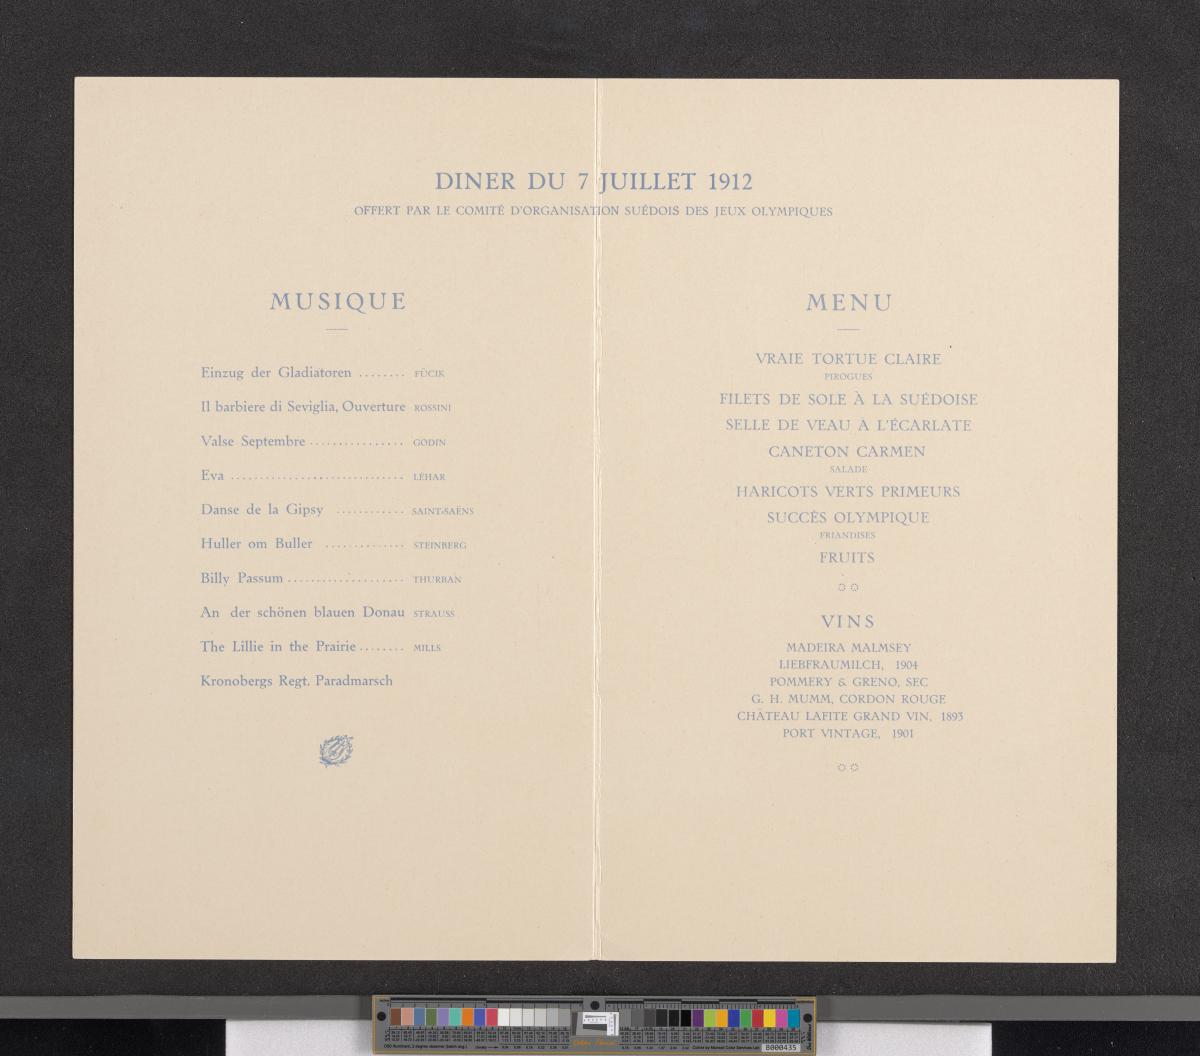 DINER DU 7 JUILLET 1912
OFFERT PAR LE COMITÉ D'ORGANISATION SUÉDOIS DES JEUX OLYMPIQUES
MUSIQUE
Einzug der Gladiatoren ........ FÜCIK
Il barbiere di Seviglia, Ouverture ROSSINI
Valse Septembre ............... GODIN
Eva ............................ LÉHAR
Danse de la Gipsy ........... SAINT-SAËNS
Huller om Buller ............. STEINBERG
Billy Passum ................... THURBAN
An der schönen blauen Donau STRAUSS
The Lillie in the Prairie ........ MILLS
Kronobergs Regt. Paradmarsch
MENU
VRAIE TORTUE CLAIRE
PIROGUES
FILETS DE SOLE À LA SUÉDOISE
SELLE DE VEAU À L'ÉCARLATE
CANETON CARMEN
SALADE
HARICOTS VERTS PRIMEURS
SUCCÈS OLYMPIQUE
FRIANDISES
FRUITS
VINS
MADEIRA MALMSEY
LIEBFRAUMILCH, 1904
POMMERY & GRENO, SEC
G. H. MUMM, CORDON ROUGE
CHÂTEAU LAFITE GRAND VIN. 1893
PORT VINTAGE, 1901
B000435